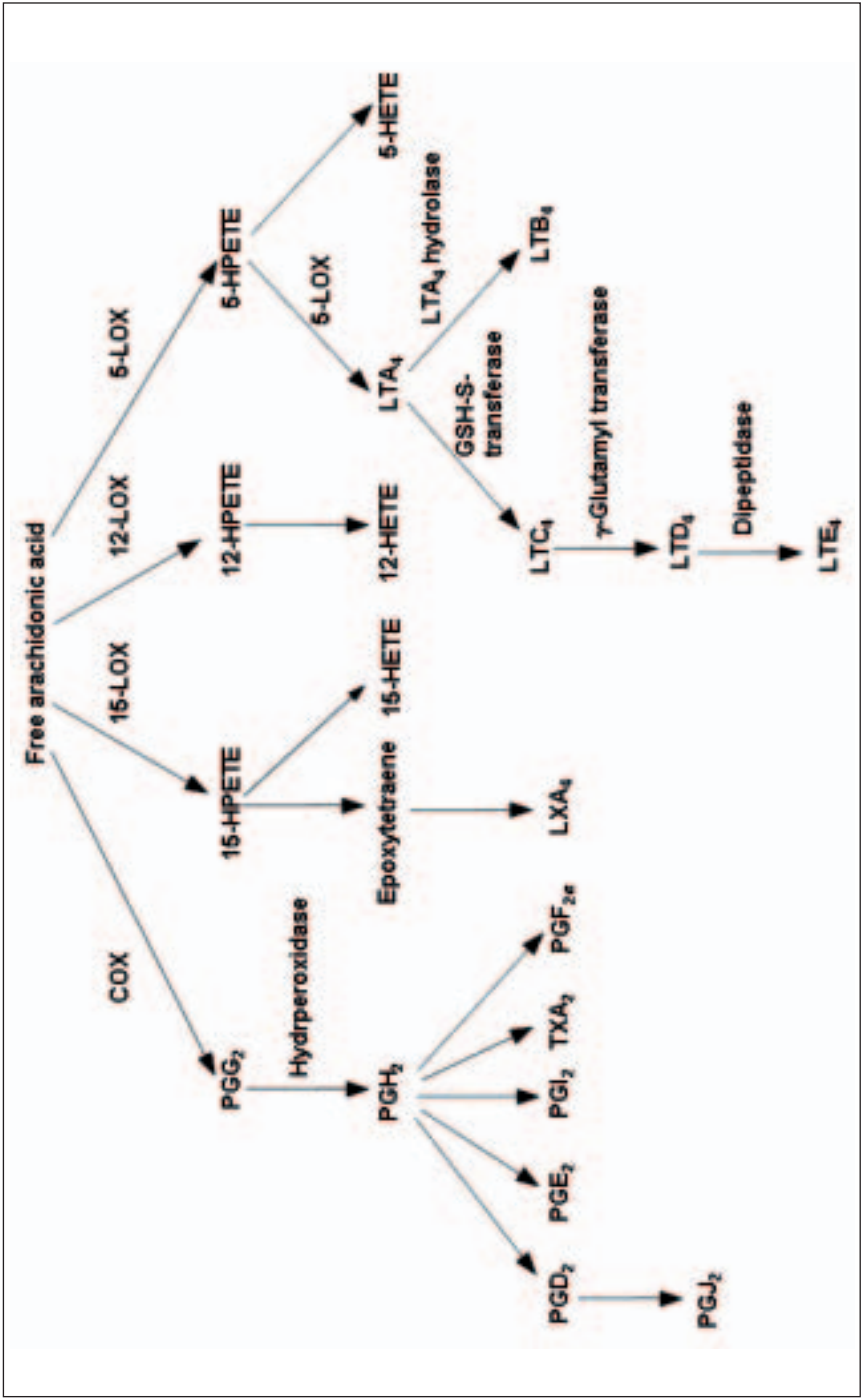 Free arachidonic acid
COX
15-LOX
12-LOX
5-LOX
PGG₂
15-HPETE
12-HPETE
5-HPETE
Hydrperoxidase
5-LOX
PGH₂
Epoxytetraene
15-HETE
12-HETE
LTA₄
5-HETE
GSH-S-
transferase
LTA₄ hydrolase
PGD₂
PGE₂
PGI₂
TXA₂
PGF₂α
LXA₄
LTC₄
LTB₄
γ-Glutamyl transferase
PGJ₂
LTD₄
Dipeptidase
LTE₄